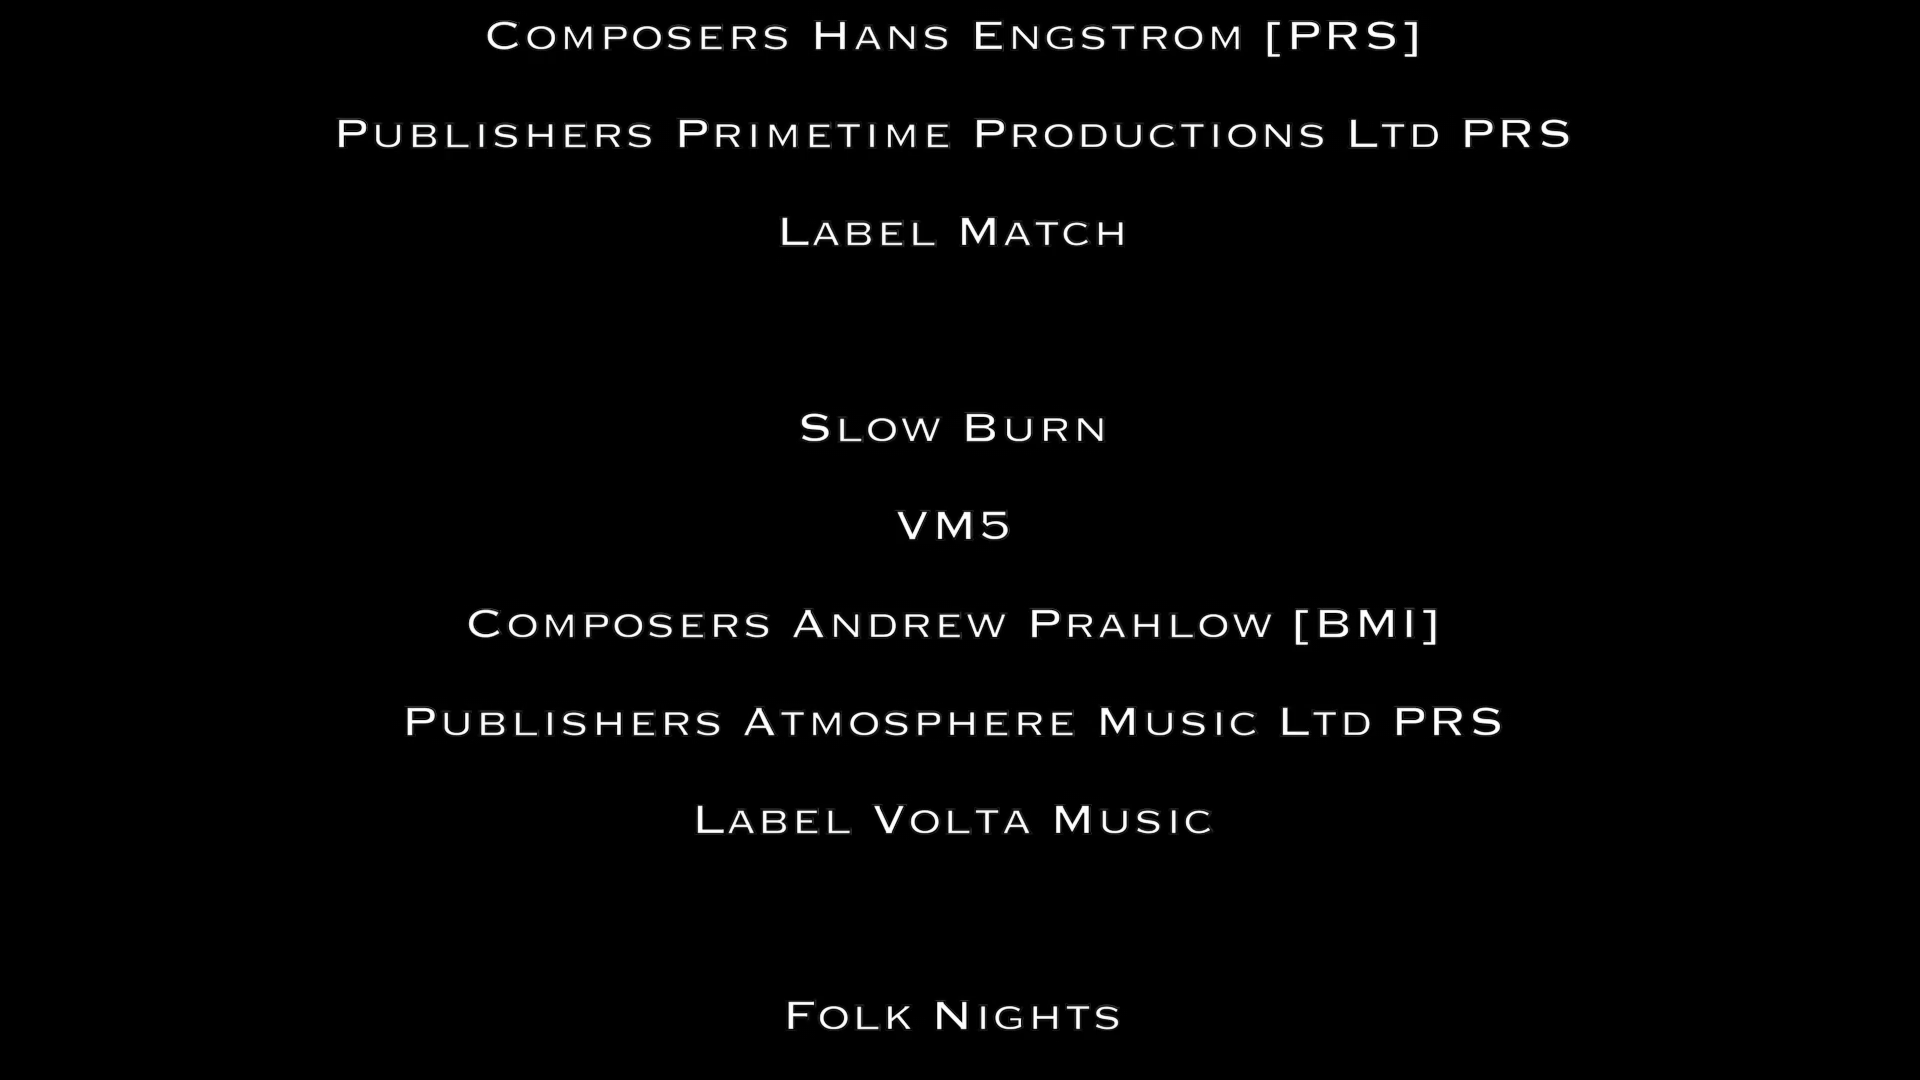 Composers Hans Engstrom [PRS]
Publishers Primetime Productions Ltd PRS
Label Match
Slow Burn
VM5
Composers Andrew Prahlow [BMI]
Publishers Atmosphere Music Ltd PRS
Label Volta Music
Folk Nights